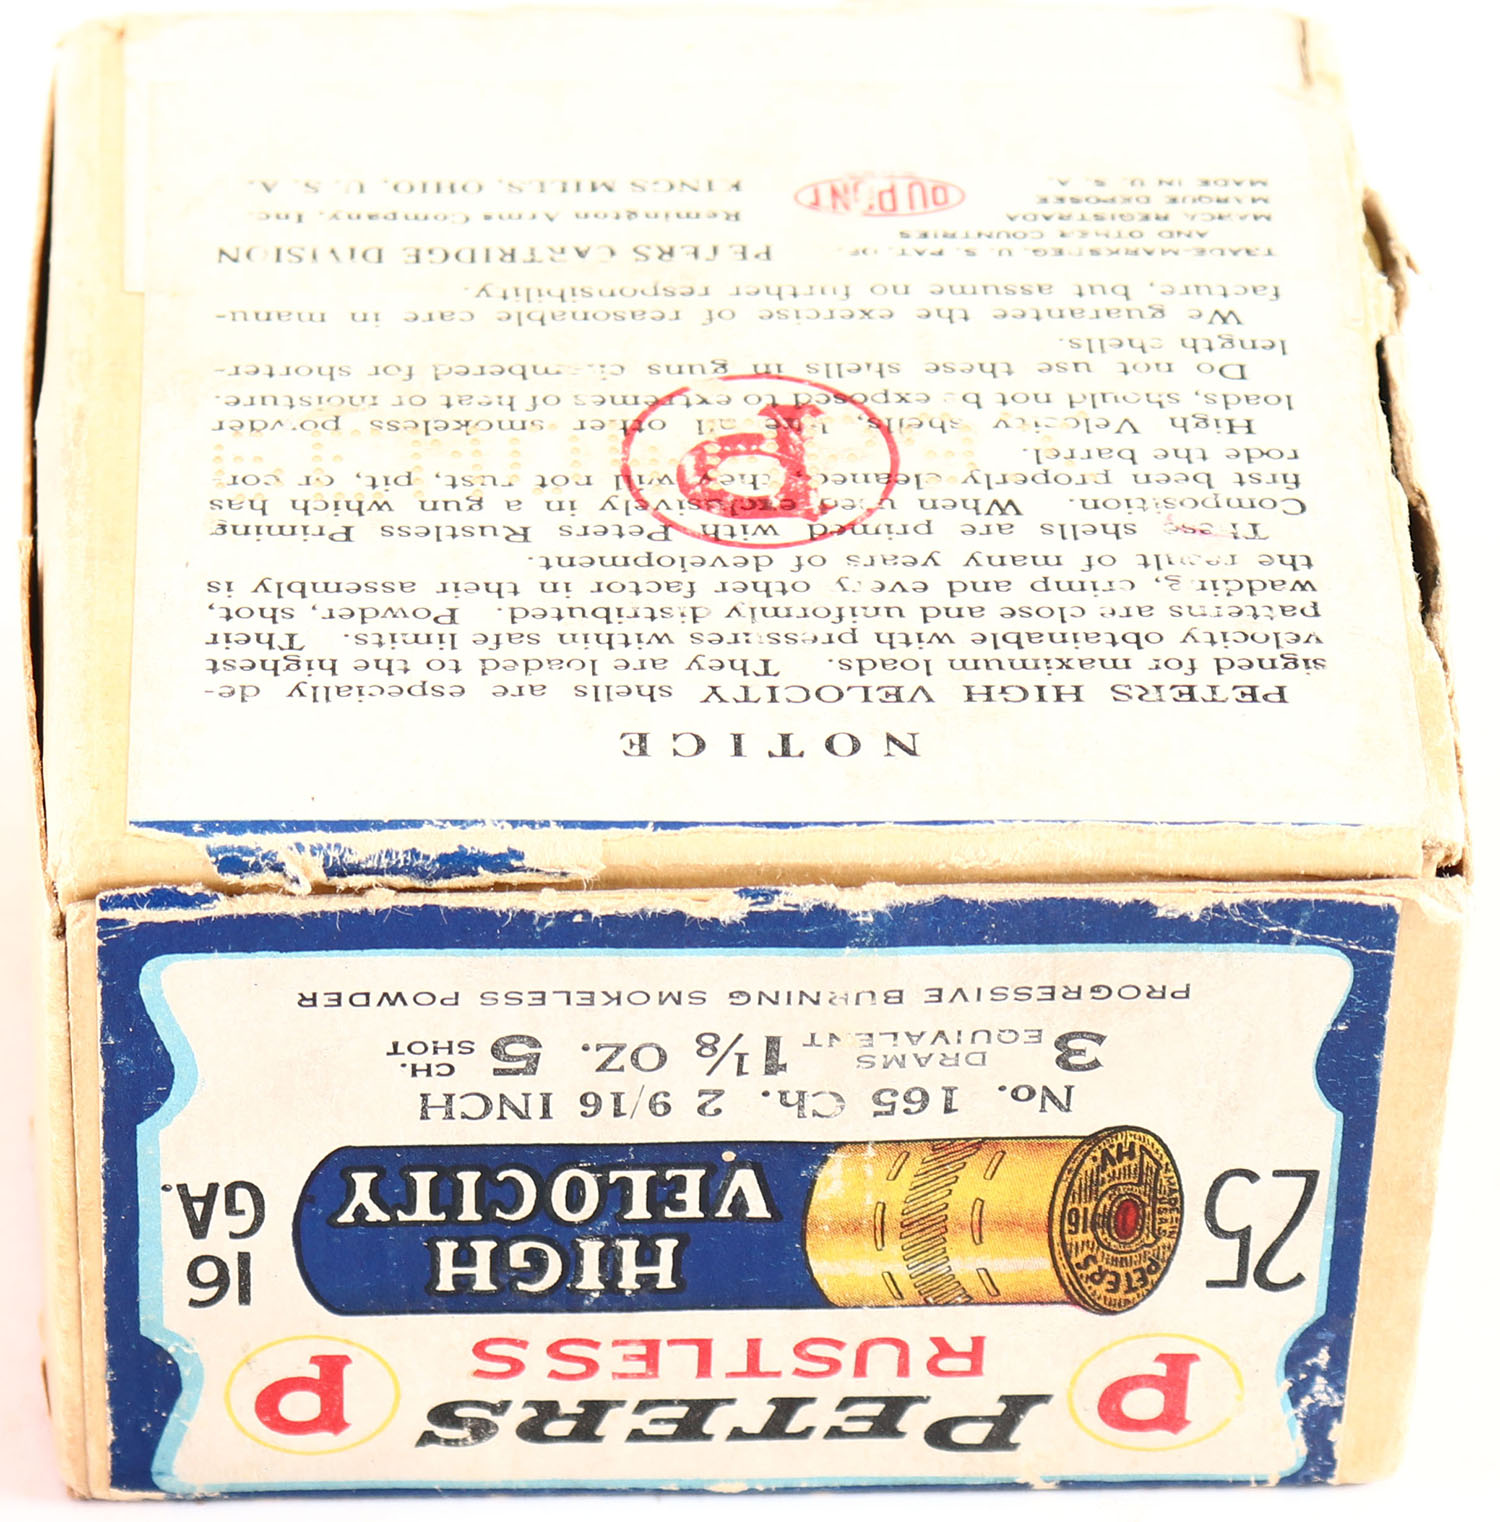 P PETERS P
RUSTLESS
25
HIGH
VELOCITY
16
GA.
PETERS
HV.
16
MADE IN
U.S.A.
No. 165 Ch. 2 9/16 INCH
3 DRAMS EQUIVALENT 1⅛ OZ. 5 CH. SHOT
PROGRESSIVE BURNING SMOKELESS POWDER
NOTICE
PETERS HIGH VELOCITY shells are especially de-
signed for maximum loads. They are loaded to the highest
velocity obtainable with pressures within safe limits. Their
patterns are close and uniformly distributed. Powder, shot,
wadding, crimp and every other factor in their assembly is
the result of many years of development.
These shells are primed with Peters Rustless Priming
Composition. When used exclusively in a gun which has
first been properly cleaned, they will not rust, pit, or cor-
rode the barrel.
High Velocity shells, like all other smokeless powder
loads, should not be exposed to extremes of heat or moisture.
Do not use these shells in guns chambered for shorter-
length shells.
We guarantee the exercise of reasonable care in manu-
facture, but assume no further responsibility.
P
TRADE-MARKS REG. U. S. PAT. OF.
AND OTHER COUNTRIES
MARCA REGISTRADA
MARQUE DEPOSEE
MADE IN U. S. A.
DU PONT
PETERS CARTRIDGE DIVISION
Remington Arms Company, Inc.
KINGS MILLS, OHIO, U. S. A.